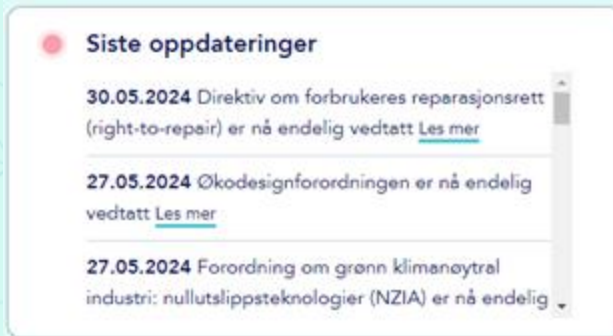 Siste oppdateringer
30.05.2024 Direktiv om forbrukeres reparasjonsrett
(right-to-repair) er nå endelig vedtatt Les mer
27.05.2024 Økodesignforordningen er nå endelig
vedtatt Les mer
27.05.2024 Forordning om grønn klimanøytral
industri: nullutslippsteknologier (NZIA) er nå endelig